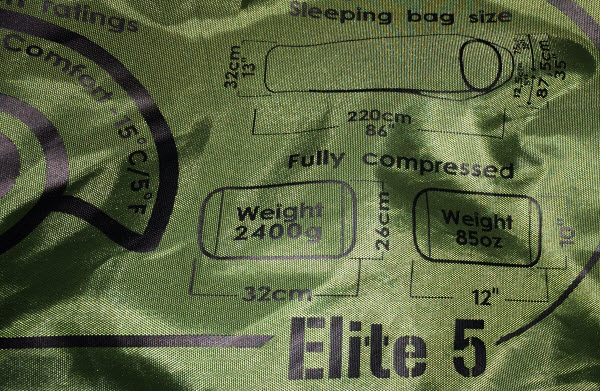 ratings
Comfort -15°C/5°F
Sleeping bag size
32cm
13"
87,5cm
35"
220cm
86"
Fully compressed
Weight
2400g
26cm
32cm
Weight
85oz
10"
12"
Elite 5